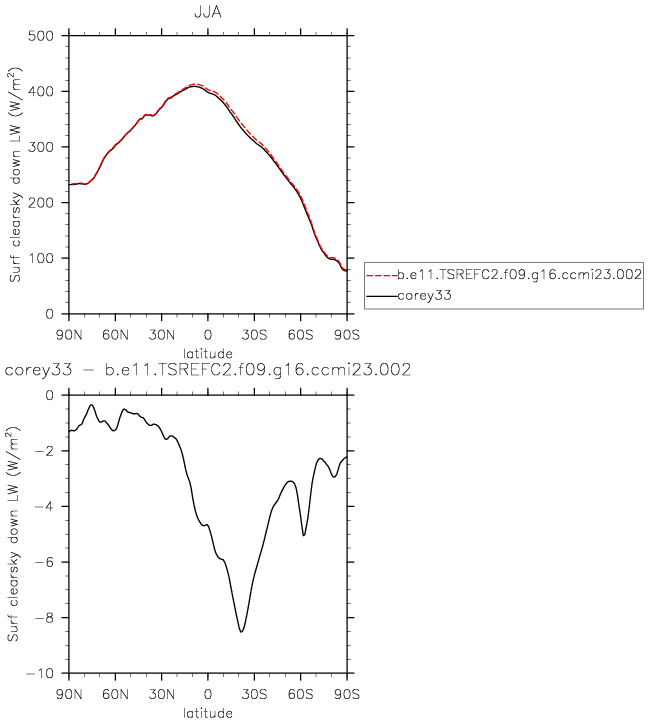 JJA
Surf clearsky down LW (W/m²)
500
400
300
200
100
0
90N 60N 30N 0 30S 60S 90S
latitude
b.e11.TSREFC2.f09.g16.ccmi23.002
corey33
corey33 − b.e11.TSREFC2.f09.g16.ccmi23.002
Surf clearsky down LW (W/m²)
0
−2
−4
−6
−8
−10
90N 60N 30N 0 30S 60S 90S
latitude